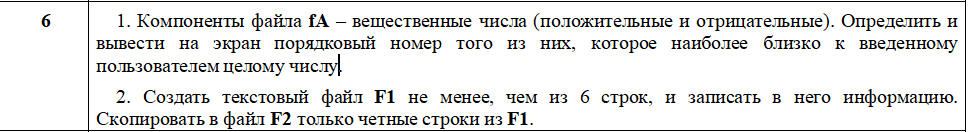 6
1. Компоненты файла fA – вещественные числа (положительные и отрицательные). Определить и
вывести на экран порядковый номер того из них, которое наиболее близко к введенному
пользователем целому числу.
2. Создать текстовый файл F1 не менее, чем из 6 строк, и записать в него информацию.
Скопировать в файл F2 только четные строки из F1.